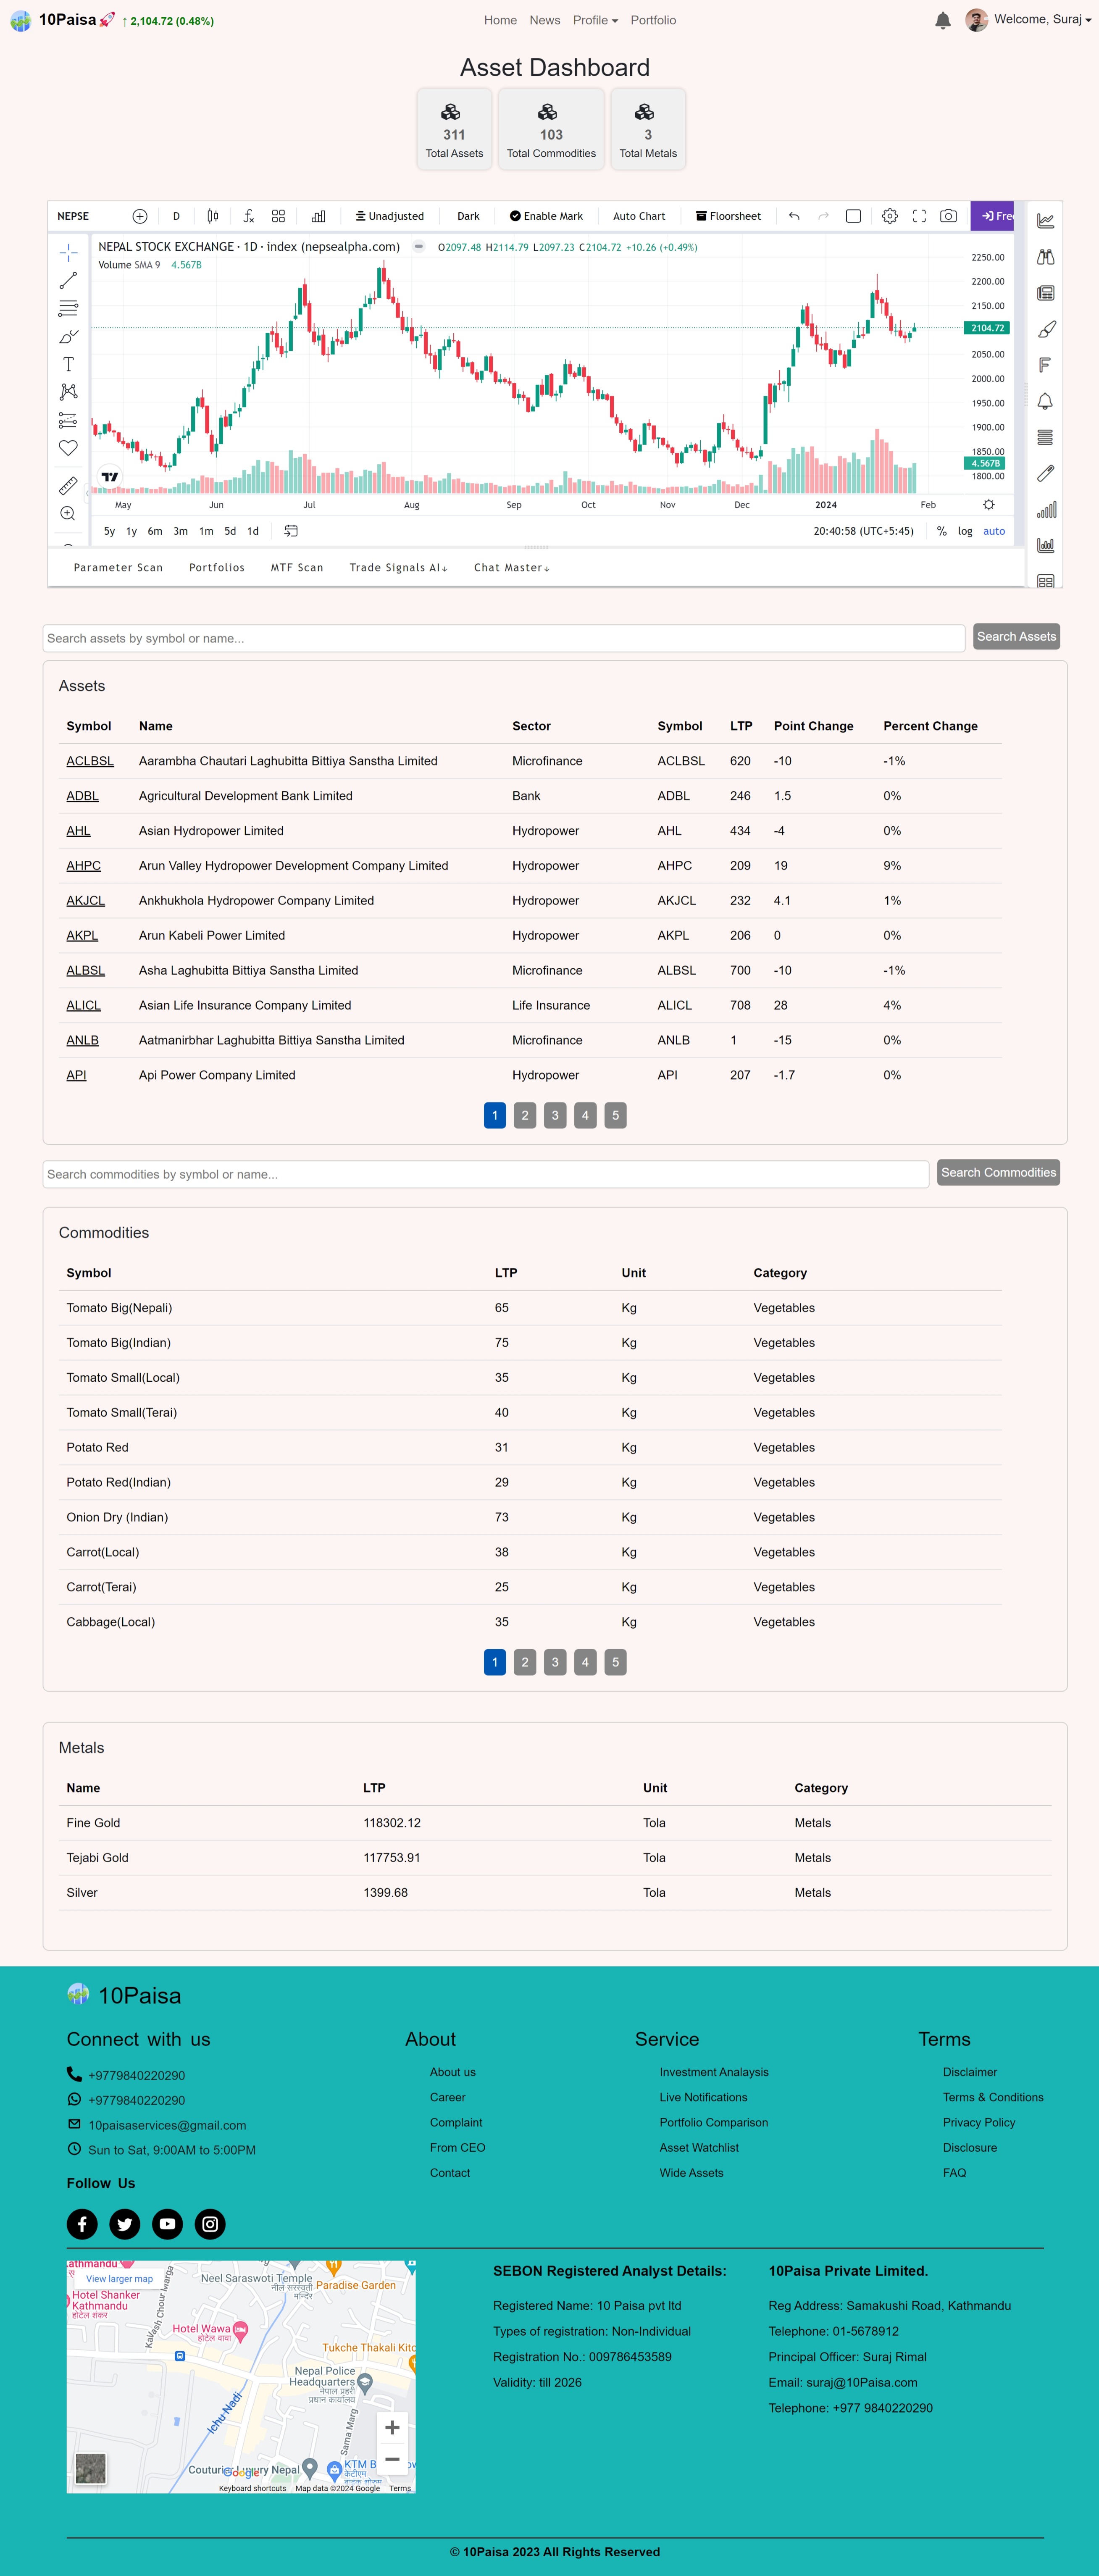 10Paisa🚀 ↑ 2,104.72 (0.48%) Home News Profile Portfolio Welcome, Suraj
Asset Dashboard
311 103 3
Total Assets Total Commodities Total Metals
NEPSE D Unadjusted Dark Enable Mark Auto Chart Floorsheet Free
NEPAL STOCK EXCHANGE · 1D · index (nepsealpha.com) O2097.48 H2114.79 L2097.23 C2104.72 +10.26 (+0.49%)
Volume SMA 9 4.567B
2250.00
2200.00
2150.00
2104.72
2050.00
2000.00
1950.00
1900.00
1850.00
4.567B
1800.00
May Jun Jul Aug Sep Oct Nov Dec 2024 Feb
5y 1y 6m 3m 1m 5d 1d 20:40:58 (UTC+5:45) % log auto
Parameter Scan Portfolios MTF Scan Trade Signals AI↓ Chat Master↓
Search assets by symbol or name... Search Assets
Assets
Symbol Name Sector Symbol LTP Point Change Percent Change
ACLBSL Aarambha Chautari Laghubitta Bittiya Sanstha Limited Microfinance ACLBSL 620 -10 -1%
ADBL Agricultural Development Bank Limited Bank ADBL 246 1.5 0%
AHL Asian Hydropower Limited Hydropower AHL 434 -4 0%
AHPC Arun Valley Hydropower Development Company Limited Hydropower AHPC 209 19 9%
AKJCL Ankhukhola Hydropower Company Limited Hydropower AKJCL 232 4.1 1%
AKPL Arun Kabeli Power Limited Hydropower AKPL 206 0 0%
ALBSL Asha Laghubitta Bittiya Sanstha Limited Microfinance ALBSL 700 -10 -1%
ALICL Asian Life Insurance Company Limited Life Insurance ALICL 708 28 4%
ANLB Aatmanirbhar Laghubitta Bittiya Sanstha Limited Microfinance ANLB 1 -15 0%
API Api Power Company Limited Hydropower API 207 -1.7 0%
1 2 3 4 5
Search commodities by symbol or name... Search Commodities
Commodities
Symbol LTP Unit Category
Tomato Big(Nepali) 65 Kg Vegetables
Tomato Big(Indian) 75 Kg Vegetables
Tomato Small(Local) 35 Kg Vegetables
Tomato Small(Terai) 40 Kg Vegetables
Potato Red 31 Kg Vegetables
Potato Red(Indian) 29 Kg Vegetables
Onion Dry (Indian) 73 Kg Vegetables
Carrot(Local) 38 Kg Vegetables
Carrot(Terai) 25 Kg Vegetables
Cabbage(Local) 35 Kg Vegetables
1 2 3 4 5
Metals
Name LTP Unit Category
Fine Gold 118302.12 Tola Metals
Tejabi Gold 117753.91 Tola Metals
Silver 1399.68 Tola Metals
10Paisa
Connect with us
+9779840220290
+9779840220290
10paisaservices@gmail.com
Sun to Sat, 9:00AM to 5:00PM
Follow Us
About
About us
Career
Complaint
From CEO
Contact
Service
Investment Analaysis
Live Notifications
Portfolio Comparison
Asset Watchlist
Wide Assets
Terms
Disclaimer
Terms & Conditions
Privacy Policy
Disclosure
FAQ
athmandu
View larger map
Neel Saraswoti Temple
नील सरस्वती
मन्दिर
Paradise Garden
Hotel Shanker
Kathmandu
होटेल शंकर
Kavash Chour Marga
Hotel Wawa
होटेल वावा
Tukche Thakali Kitc
Nepal Police
Headquarters
नेपाल प्रहरी
प्रधान कार्यालय
Ichu Nadi
Sama Marg
KTM B
Google
Keyboard shortcuts Map data ©2024 Google Terms
SEBON Registered Analyst Details:
Registered Name: 10 Paisa pvt ltd
Types of registration: Non-Individual
Registration No.: 009786453589
Validity: till 2026
10Paisa Private Limited.
Reg Address: Samakushi Road, Kathmandu
Telephone: 01-5678912
Principal Officer: Suraj Rimal
Email: suraj@10Paisa.com
Telephone: +977 9840220290
© 10Paisa 2023 All Rights Reserved